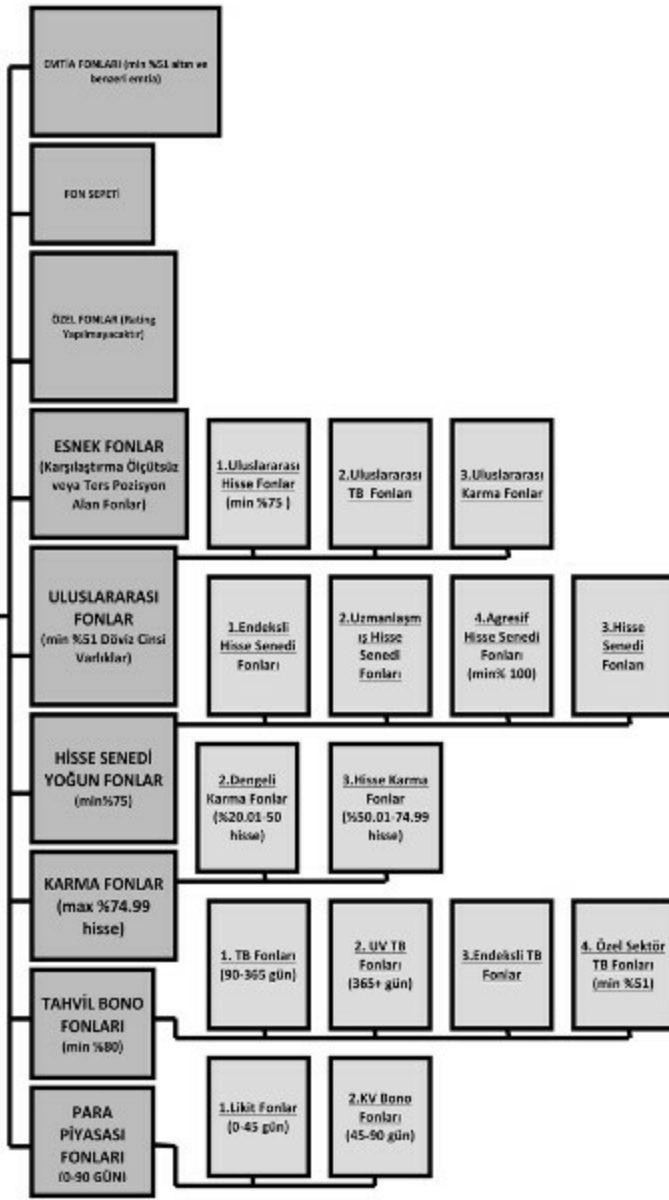 EMTİA FONLARI (min %51 altın ve
benzeri emtia)
FON SEPETİ
ÖZEL FONLAR (Rating
Yapılmayacaktır)
ESNEK FONLAR
(Karşılaştırma Ölçütsüz
veya Ters Pozisyon
Alan Fonlar)
1.Uluslararası
Hisse Fonlar
(min %75 )
2.Uluslararası
TB Fonları
3.Uluslararası
Karma Fonlar
ULUSLARARASI
FONLAR
(min %51 Döviz Cinsi
Varlıklar)
1.Endeksli
Hisse Senedi
Fonları
2.Uzmanlaşm
ış Hisse
Senedi
Fonları
4.Agresif
Hisse Senedi
Fonları
(min% 100)
3.Hisse
Senedi
Fonları
HİSSE SENEDİ
YOĞUN FONLAR
(min%75)
2.Dengeli
Karma Fonlar
(%20.01-50
hisse)
3.Hisse Karma
Fonlar
(%50.01-74.99
hisse)
KARMA FONLAR
(max %74.99
hisse)
1. TB Fonları
(90-365 gün)
2. UV TB
Fonları
(365+ gün)
3.Endeksli TB
Fonlar
4. Özel Sektör
TB Fonları
(min %51)
TAHVİL BONO
FONLARI
(min %80)
PARA
PİYASASI
FONLARI
(0-90 GÜN)
1.Likit Fonlar
(0-45 gün)
2.KV Bono
Fonları
(45-90 gün)